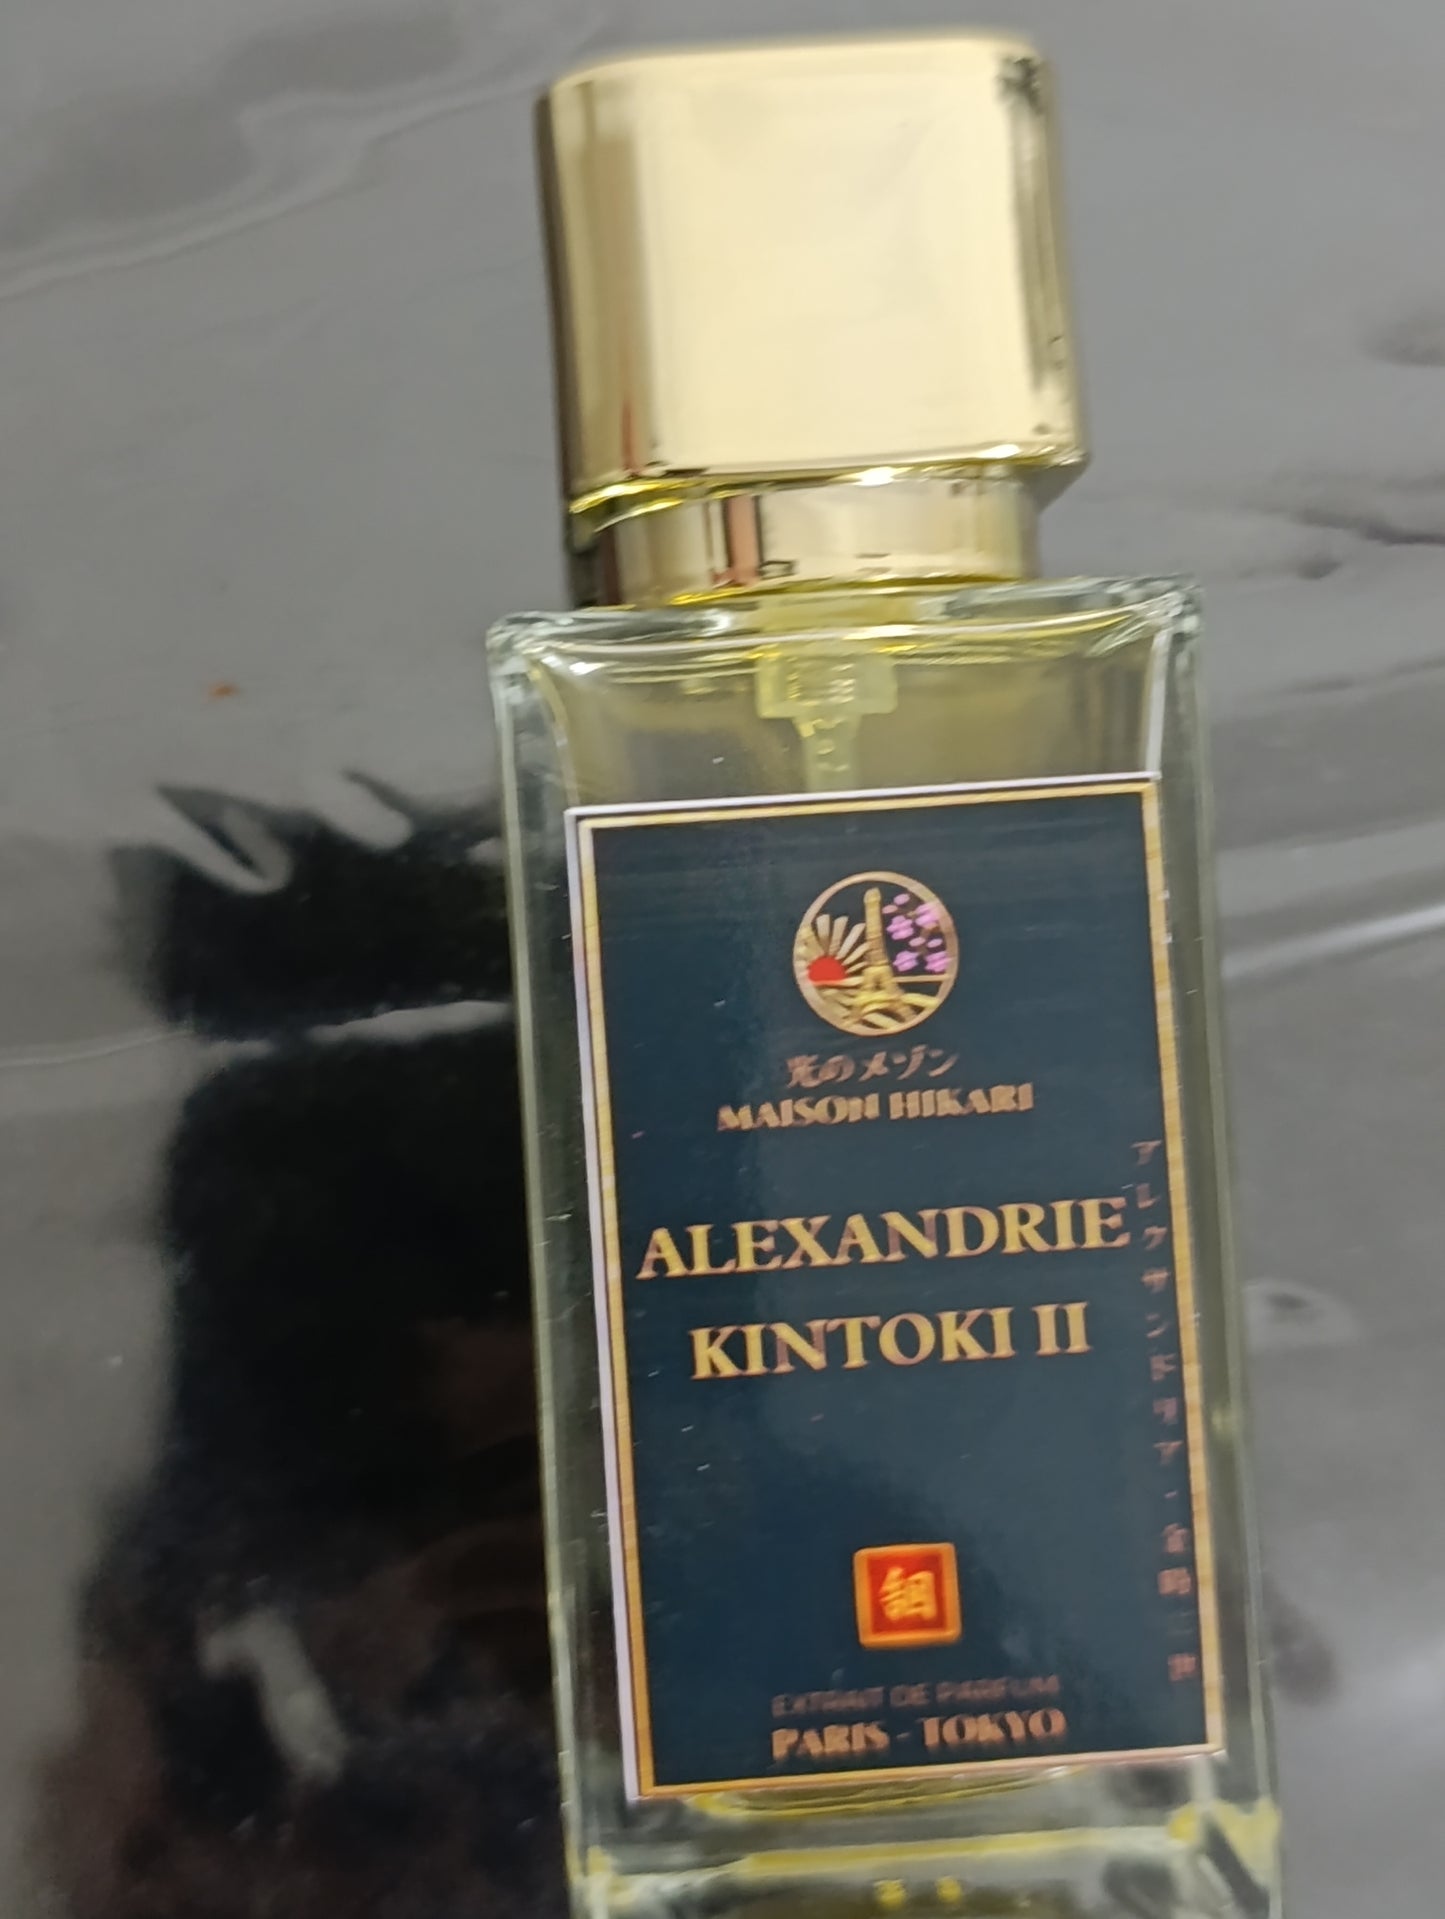 光のメゾン
MAISON HIKARI
ALEXANDRIE
KINTOKI II
アレクサンドリア・金時二世
EXTRAIT DE PARFUM
PARIS - TOKYO